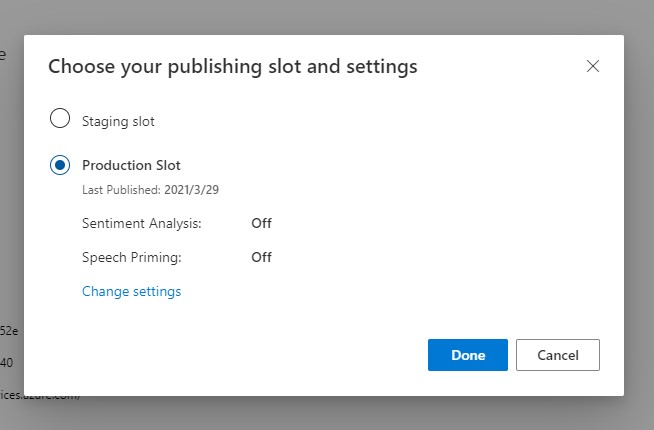 e
Choose your publishing slot and settings
Staging slot
Production Slot
Last Published: 2021/3/29
Sentiment Analysis: Off
Speech Priming: Off
Change settings
52e
Done Cancel
40
ices.azure.com/